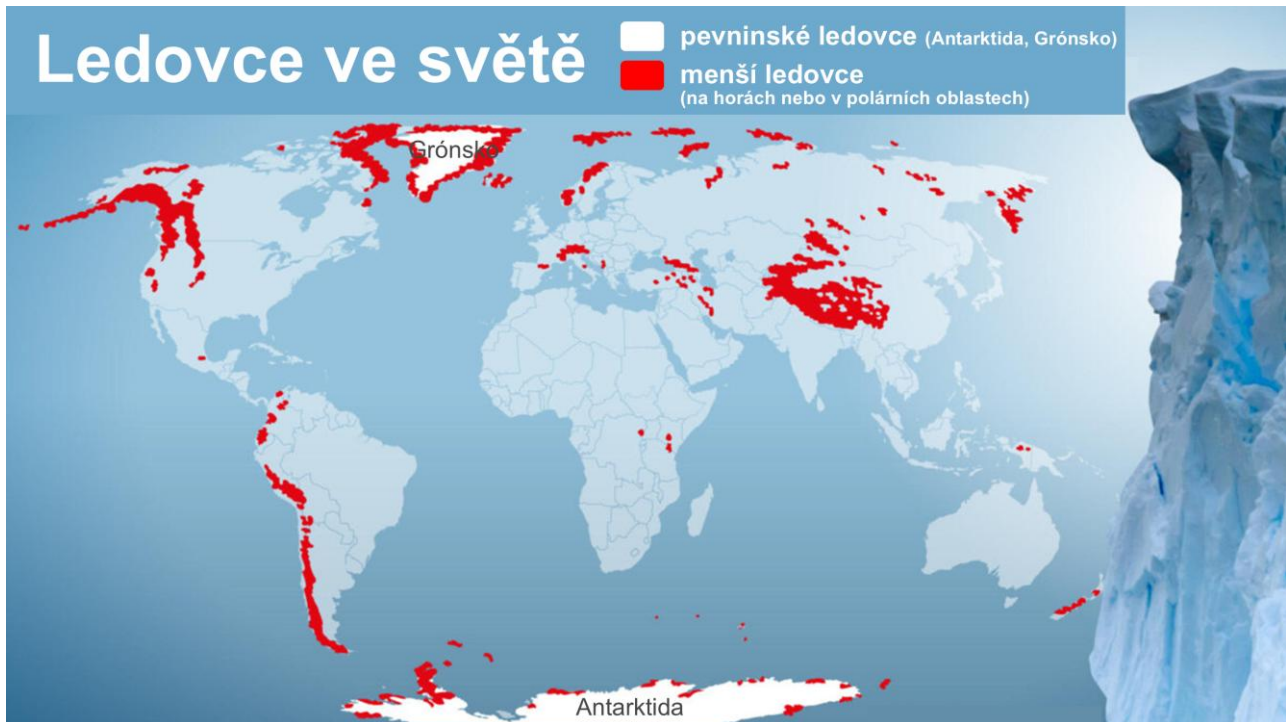 Ledovce ve světě
pevninské ledovce (Antarktida, Grónsko)
menší ledovce
(na horách nebo v polárních oblastech)
Grónsko
Antarktida